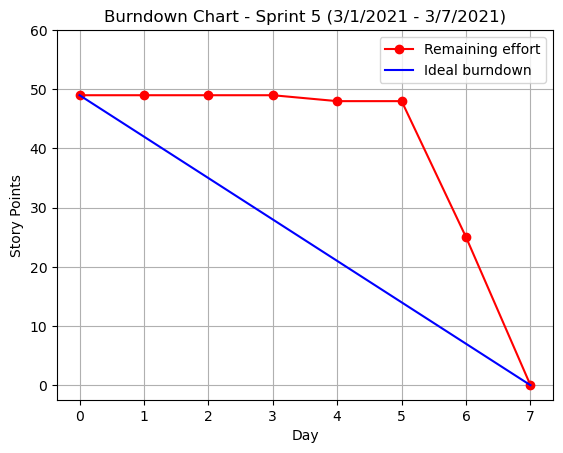 Burndown Chart - Sprint 5 (3/1/2021 - 3/7/2021)
Remaining effort
Ideal burndown
60
50
40
30
20
10
0
Story Points
0 1 2 3 4 5 6 7
Day